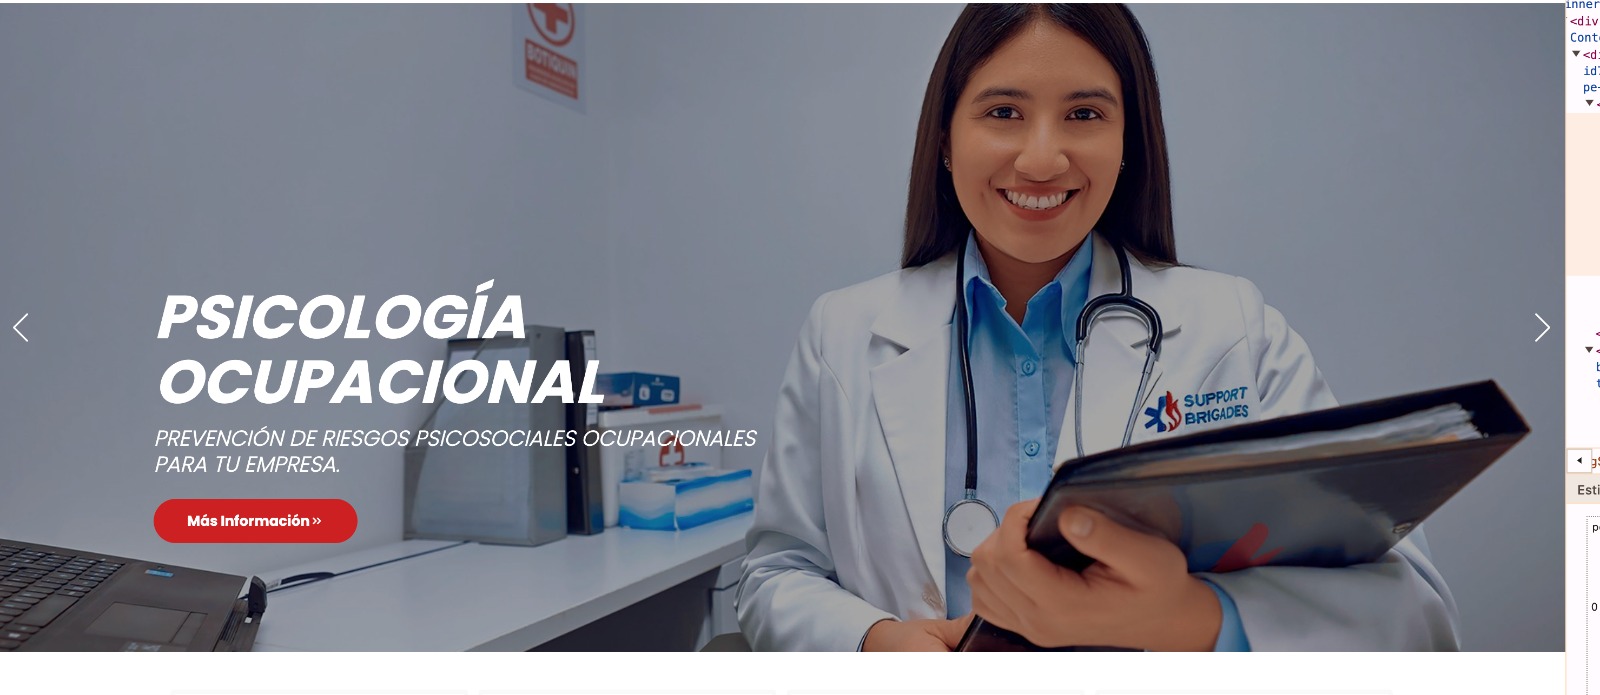 inner
<div
Cont
<di
id
pe-
<
BOTIQUIN
PSICOLOGÍA
OCUPACIONAL
PREVENCIÓN DE RIESGOS PSICOSOCIALES OCUPACIONALES
PARA TU EMPRESA.
Más Información »
SUPPORT
BRIGADES
<
<
b
t
Esti
p
0